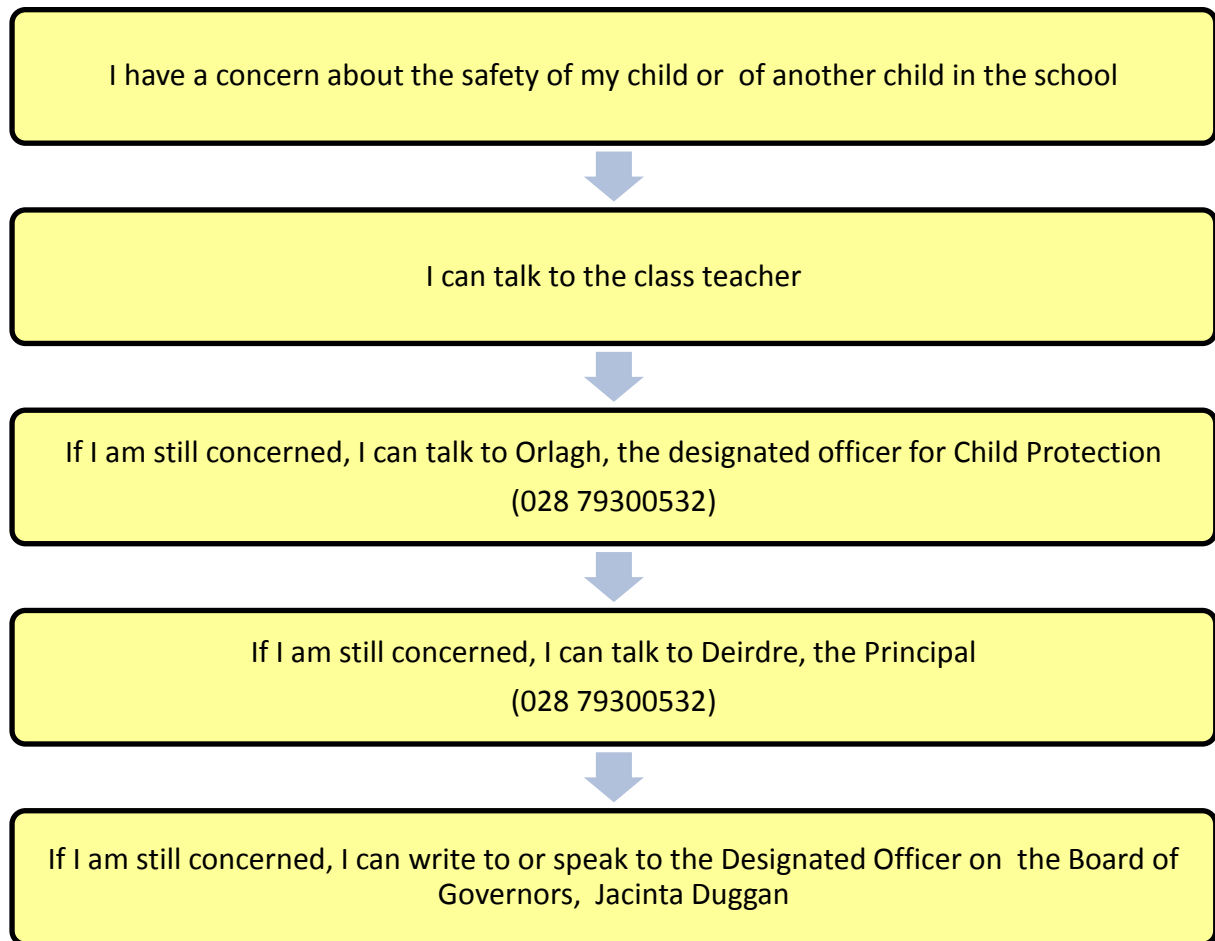 I have a concern about the safety of my child or  of another child in the school
I can talk to the class teacher
If I am still concerned, I can talk to Orlagh, the designated officer for Child Protection
(028 79300532)
If I am still concerned, I can talk to Deirdre, the Principal
(028 79300532)
If I am still concerned, I can write to or speak to the Designated Officer on  the Board of
Governors,  Jacinta Duggan